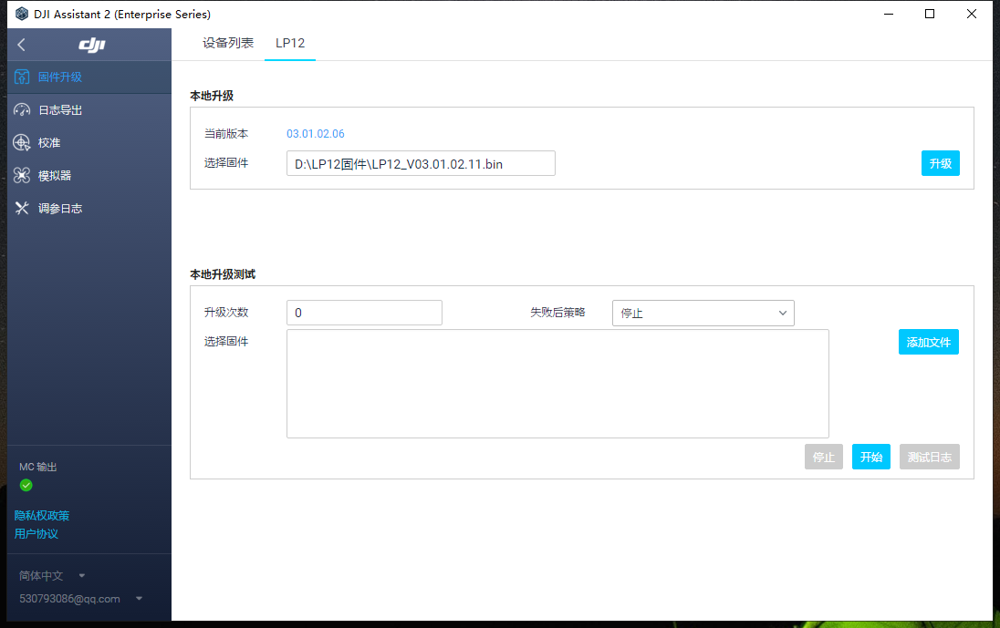 DJI Assistant 2 (Enterprise Series)
dji
设备列表
LP12
固件升级
日志导出
校准
模拟器
调参日志
本地升级
当前版本
03.01.02.06
选择固件
D:\LP12固件\LP12_V03.01.02.11.bin
升级
本地升级测试
升级次数
0
失败后策略
停止
选择固件
添加文件
停止
开始
测试日志
MC 输出
隐私权政策
用户协议
简体中文
530793086@qq.com